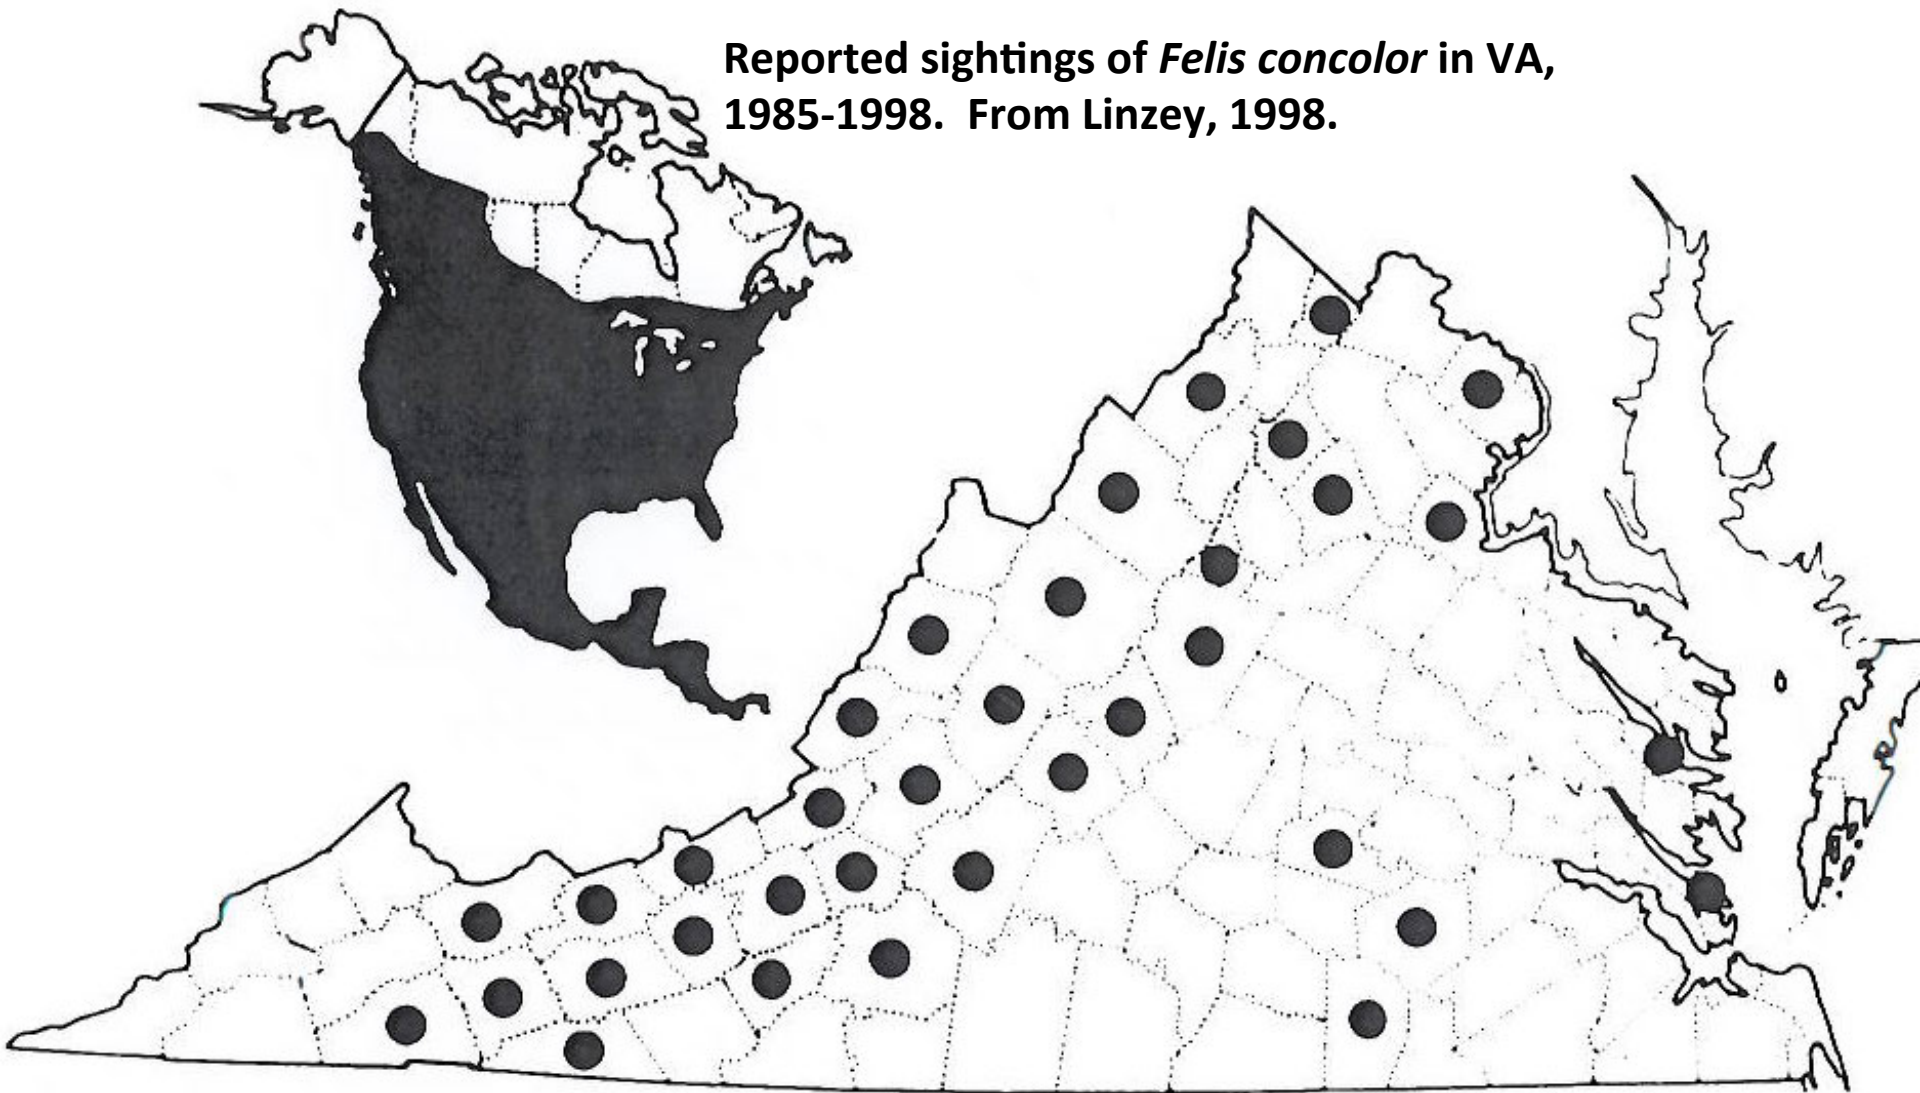 Reported sightings of Felis concolor in VA,
1985-1998. From Linzey, 1998.